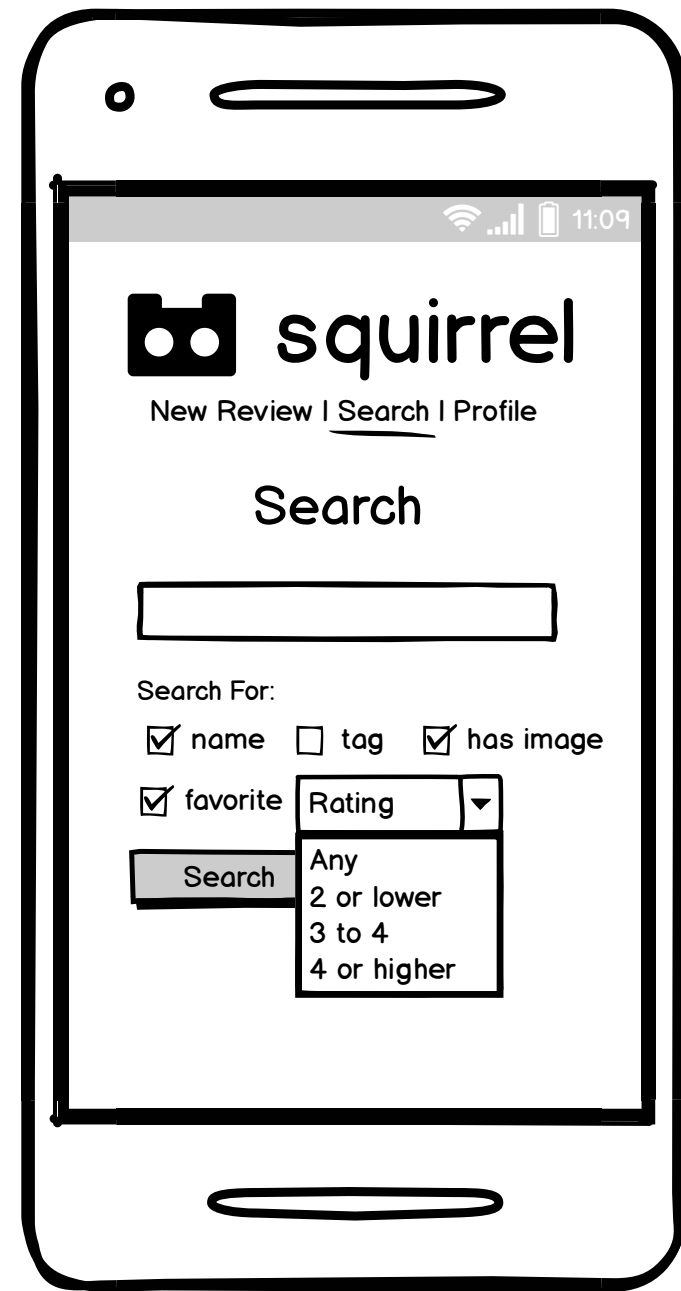 11:09
squirrel
New Review | Search | Profile
Search
Search For:
name tag has image
favorite Rating
Search
Any
2 or lower
3 to 4
4 or higher